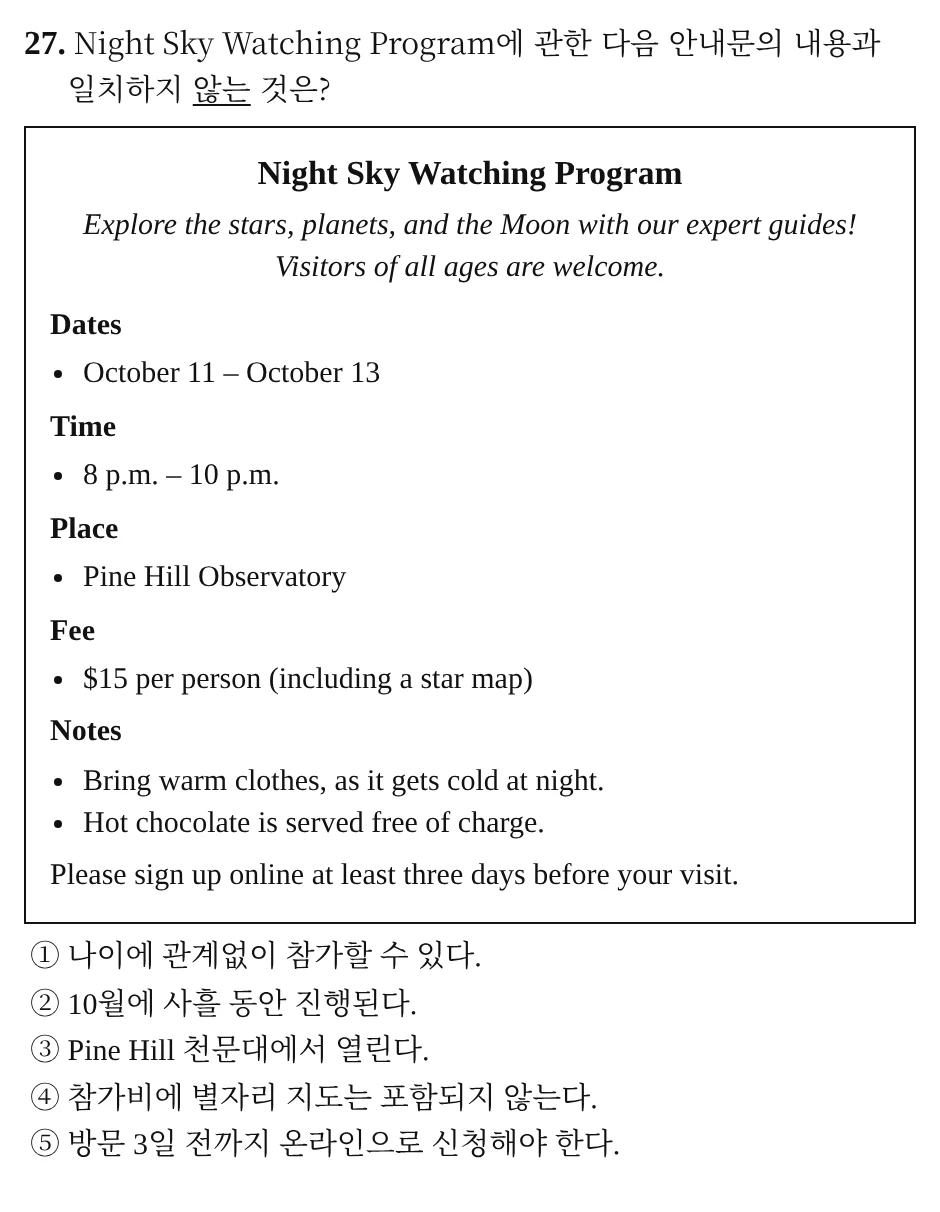 27. Night Sky Watching Program에 관한 다음 안내문의 내용과
일치하지 않는 것은?
Night Sky Watching Program
Explore the stars, planets, and the Moon with our expert guides!
Visitors of all ages are welcome.
Dates
• October 11 – October 13
Time
• 8 p.m. – 10 p.m.
Place
• Pine Hill Observatory
Fee
• $15 per person (including a star map)
Notes
• Bring warm clothes, as it gets cold at night.
• Hot chocolate is served free of charge.
Please sign up online at least three days before your visit.
① 나이에 관계없이 참가할 수 있다.
② 10월에 사흘 동안 진행된다.
③ Pine Hill 천문대에서 열린다.
④ 참가비에 별자리 지도는 포함되지 않는다.
⑤ 방문 3일 전까지 온라인으로 신청해야 한다.